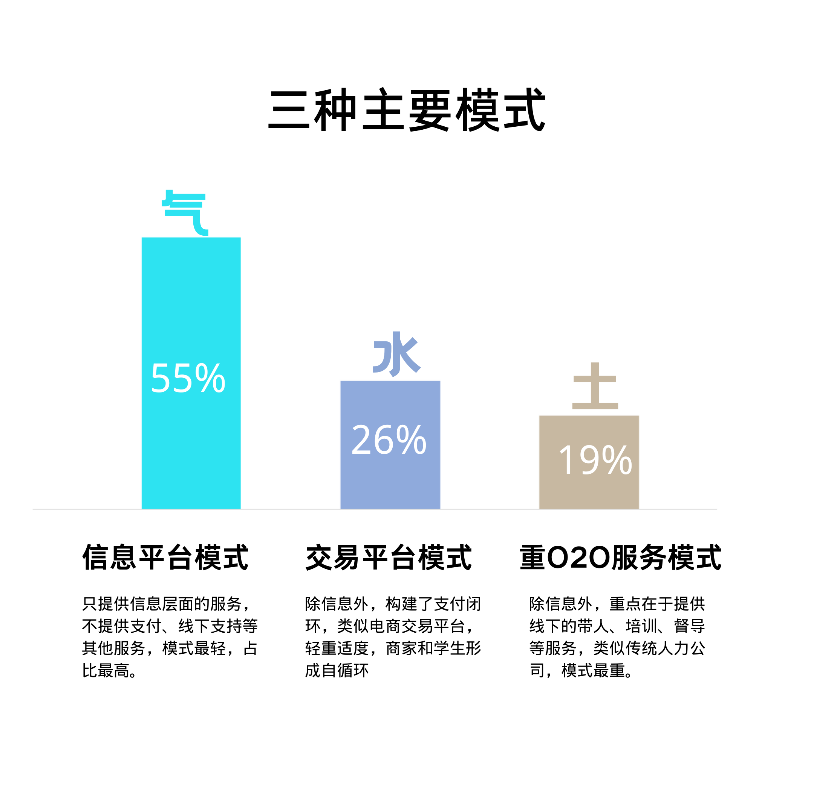 三种主要模式
气
55%
水
26%
土
19%
信息平台模式
只提供信息层面的服务，
不提供支付、线下支持等
其他服务，模式最轻，占
比最高。
交易平台模式
除信息外，构建了支付闭
环，类似电商交易平台，
轻重适度，商家和学生形
成自循环
重O2O服务模式
除信息外，重点在于提供
线下的带人、培训、督导
等服务，类似传统人力公
司，模式最重。